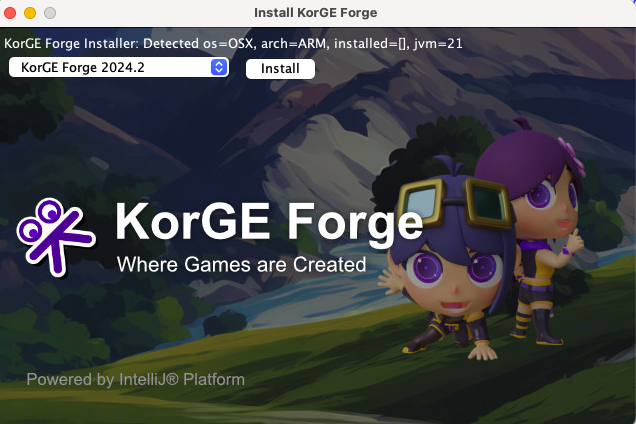 Install KorGE Forge
KorGE Forge Installer: Detected os=OSX, arch=ARM, installed=[], jvm=21
KorGE Forge 2024.2
Install
KorGE Forge
Where Games are Created
Powered by IntelliJ® Platform